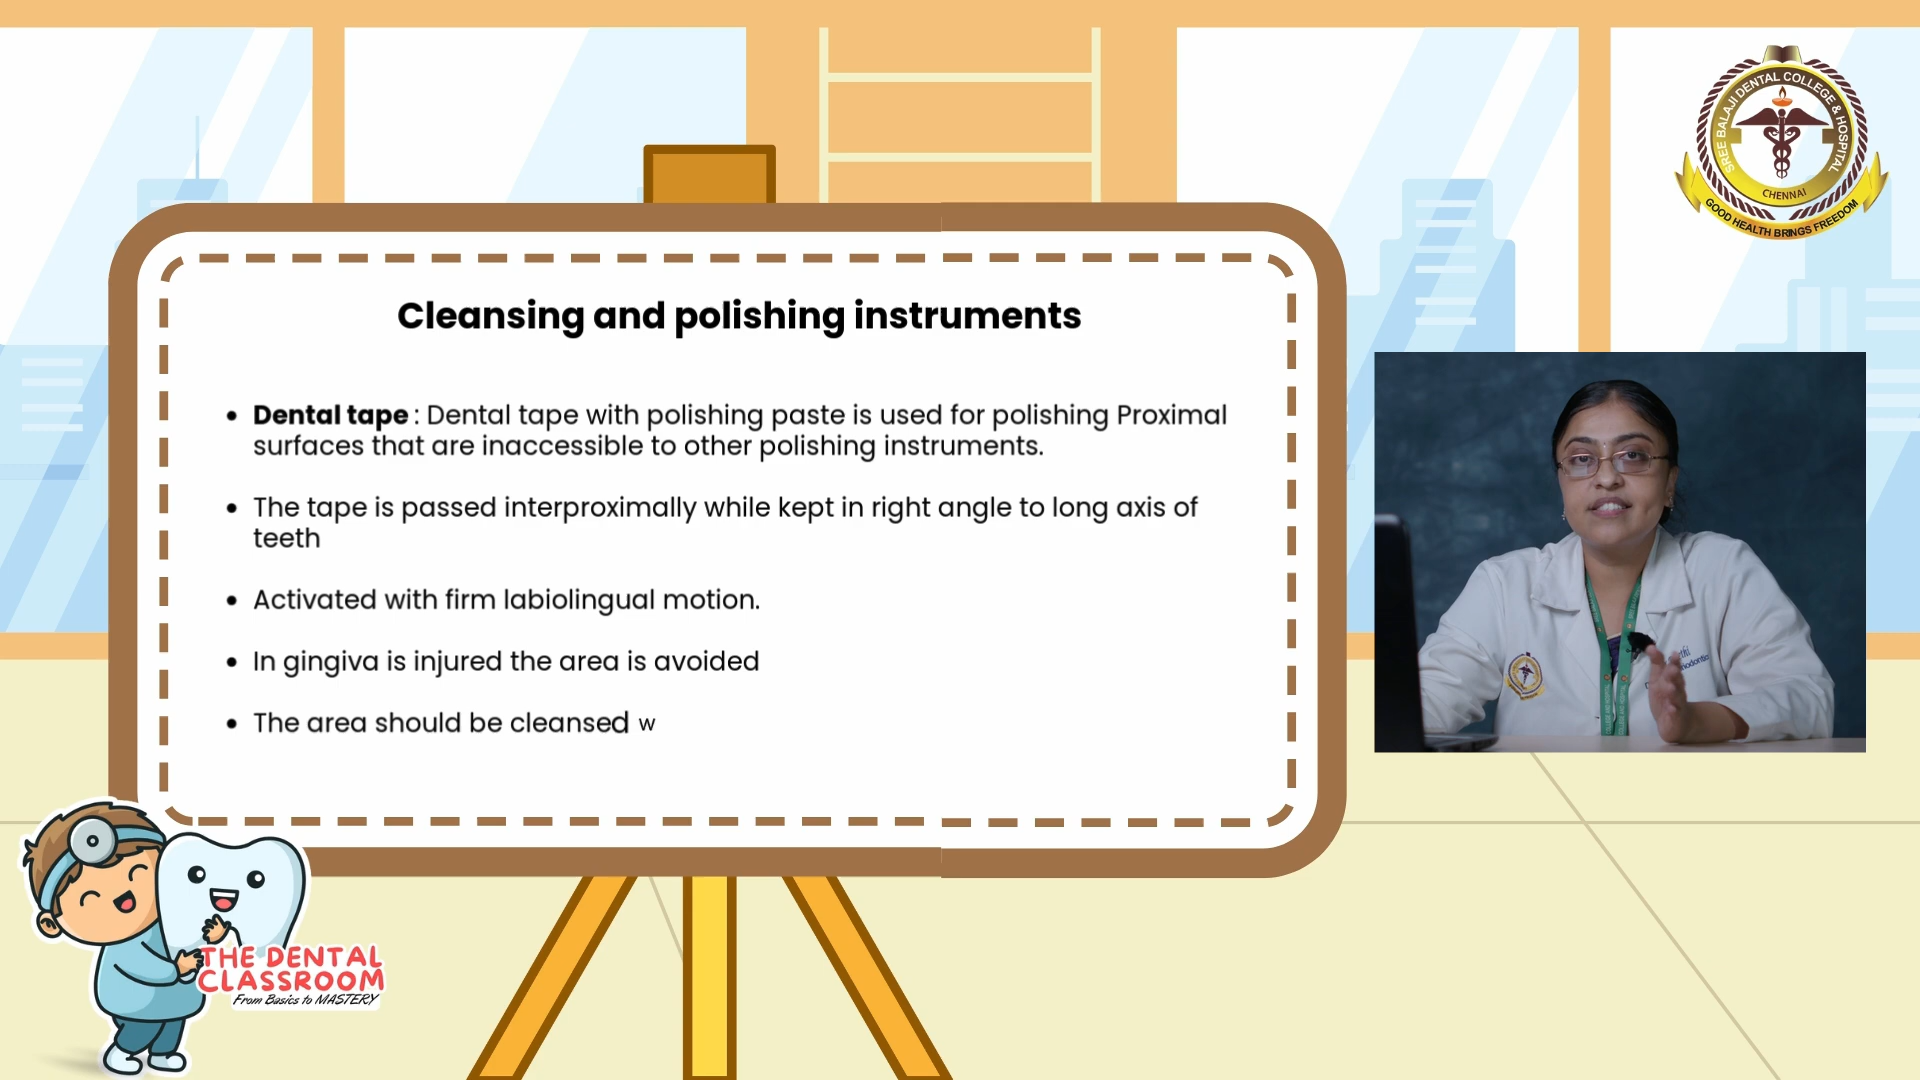 SREE BALAJI DENTAL COLLEGE & HOSPITAL
CHENNAI
GOOD HEALTH BRINGS FREEDOM
Cleansing and polishing instruments
• Dental tape : Dental tape with polishing paste is used for polishing Proximal
surfaces that are inaccessible to other polishing instruments.
• The tape is passed interproximally while kept in right angle to long axis of
teeth
• Activated with firm labiolingual motion.
• In gingiva is injured the area is avoided
• The area should be cleansed w
THE DENTAL
CLASSROOM
From Basics to MASTERY